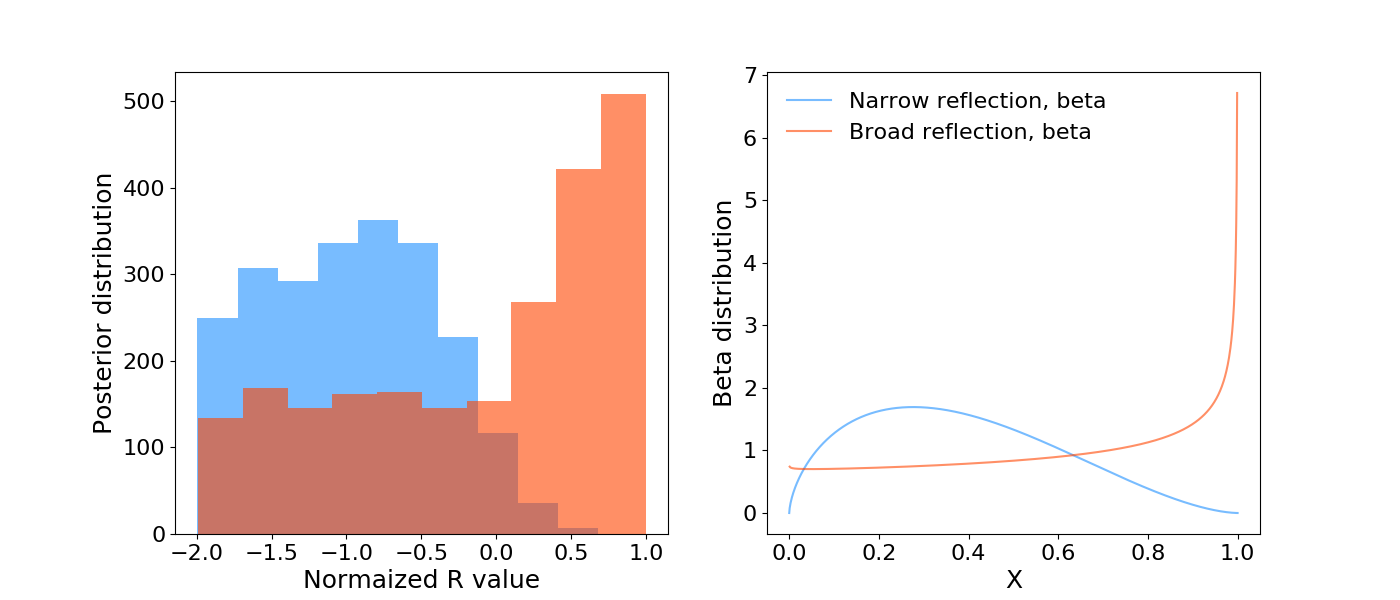 Posterior distribution
500
400
300
200
100
0
−2.0 −1.5 −1.0 −0.5 0.0 0.5 1.0
Normaized R value
Beta distribution
7
6
5
4
3
2
1
0
Narrow reflection, beta
Broad reflection, beta
0.0 0.2 0.4 0.6 0.8 1.0
X